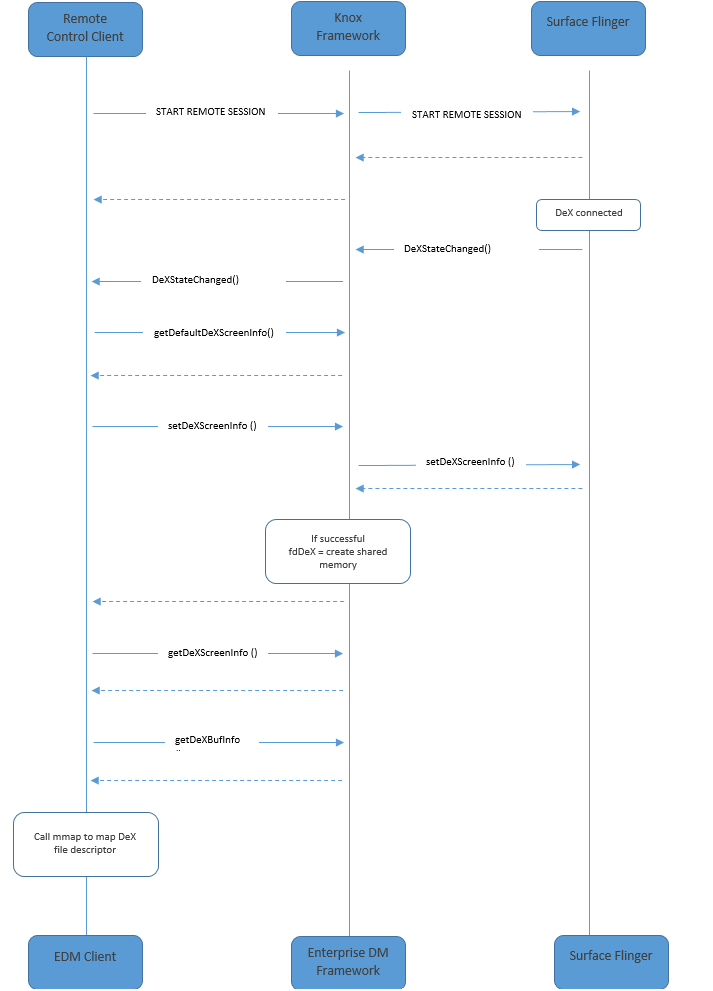 Remote
Control Client
Knox
Framework
Surface Flinger
START REMOTE SESSION
START REMOTE SESSION
DeX connected
DeXStateChanged()
DeXStateChanged()
getDefaultDeXScreenInfo()
setDeXScreenInfo ()
setDeXScreenInfo ()
If successful
fdDeX = create shared
memory
getDeXScreenInfo ()
getDeXBufInfo
Call mmap to map DeX
file descriptor
EDM Client
Enterprise DM
Framework
Surface Flinger